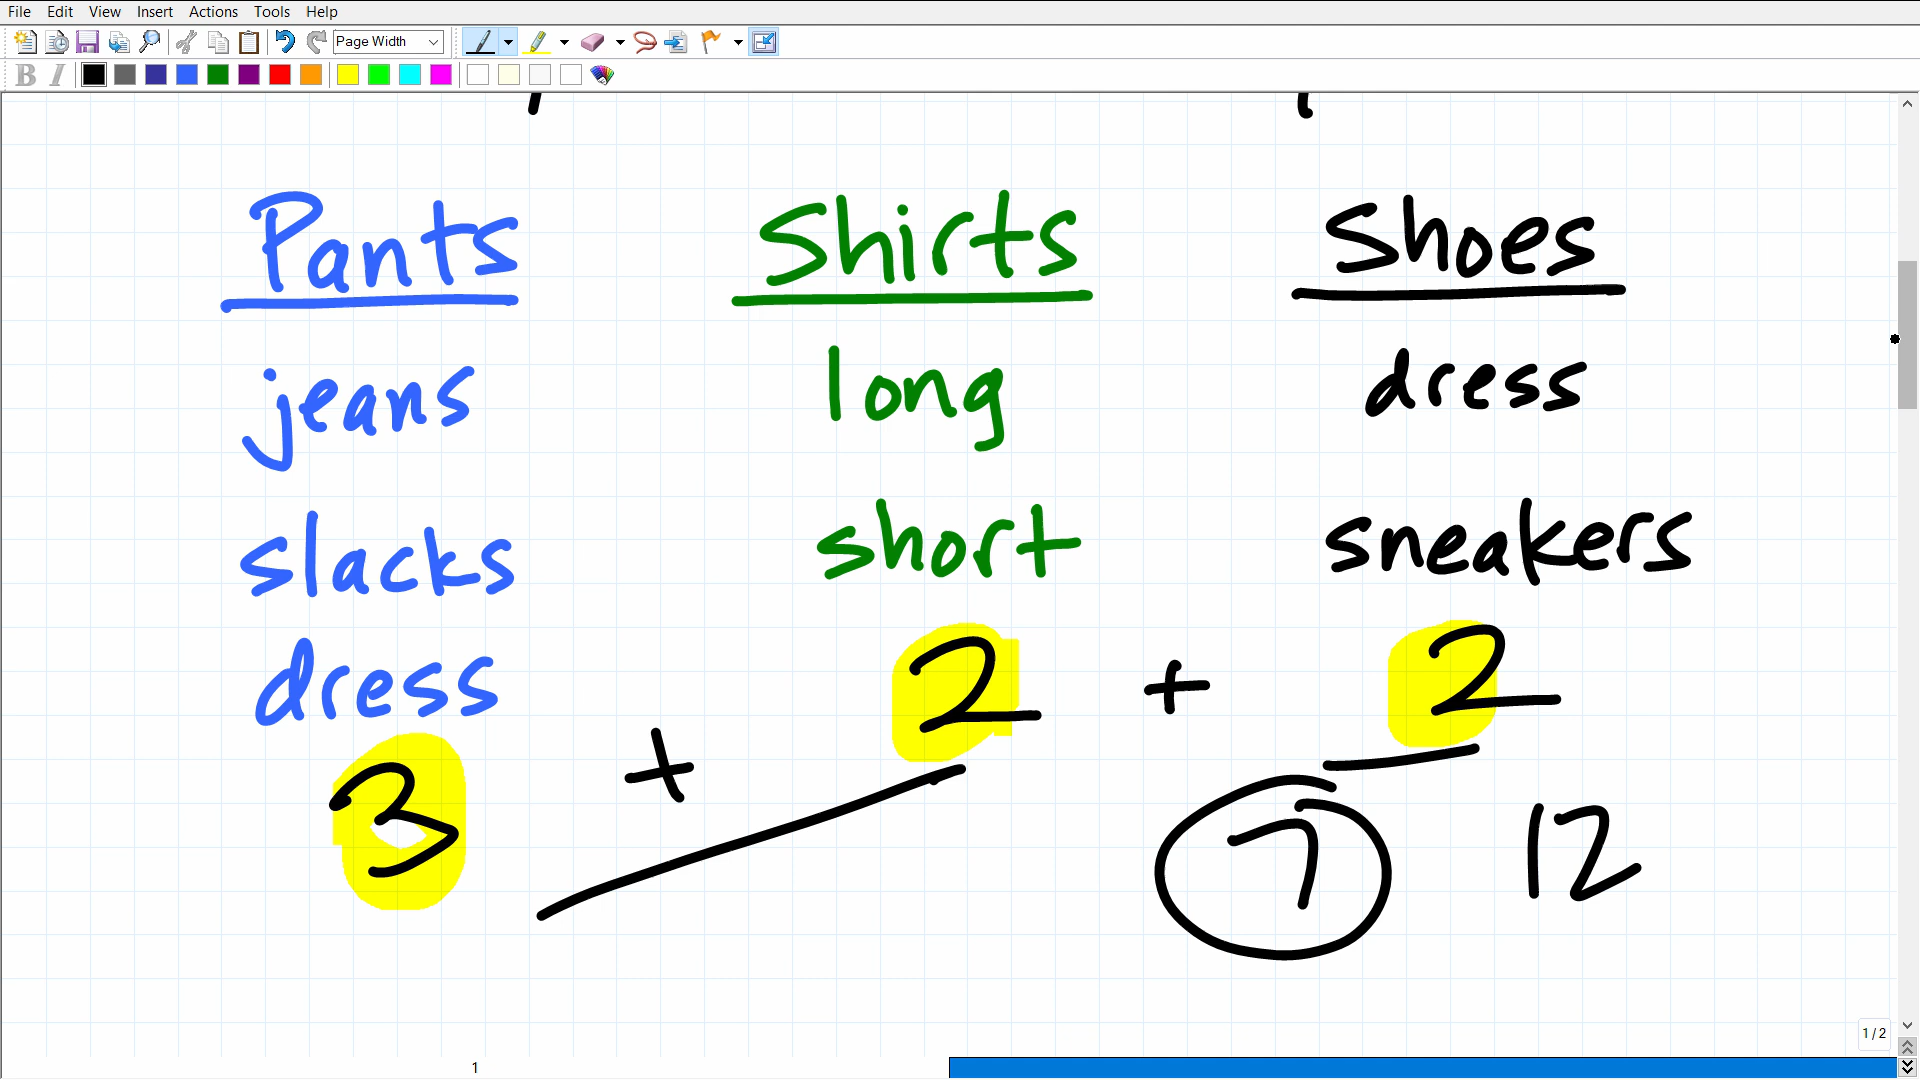 File Edit View Insert Actions Tools Help
Page Width
B I
Pants Shirts Shoes
jeans long dress
slacks short sneakers
dress 2 + 2
3 +
7 12
1 / 2
1